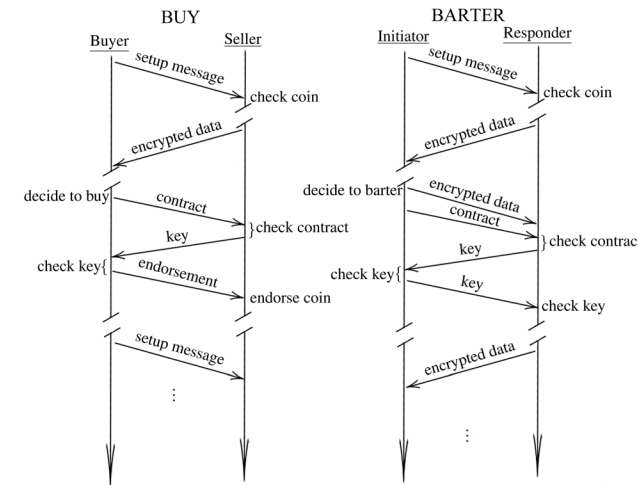 BUY
Buyer
Seller
setup message
check coin
encrypted data
decide to buy
contract
check contract
key
check key
endorsement
endorse coin
setup message
⋮
BARTER
Initiator
Responder
setup message
check coin
encrypted data
decide to barter
encrypted data
contract
check contrac
key
check key
key
check key
encrypted data
⋮